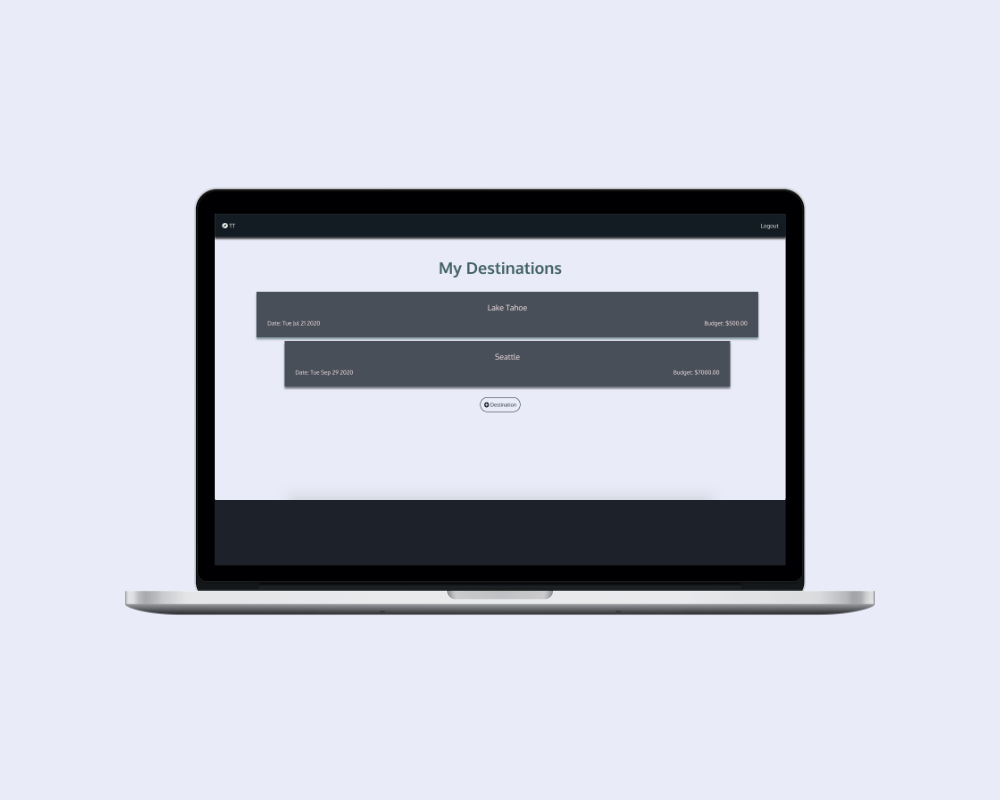 TT
Logout
My Destinations
Lake Tahoe
Date: Tue Jul 21 2020
Budget: $500.00
Seattle
Date: Tue Sep 29 2020
Budget: $7000.00
Destination